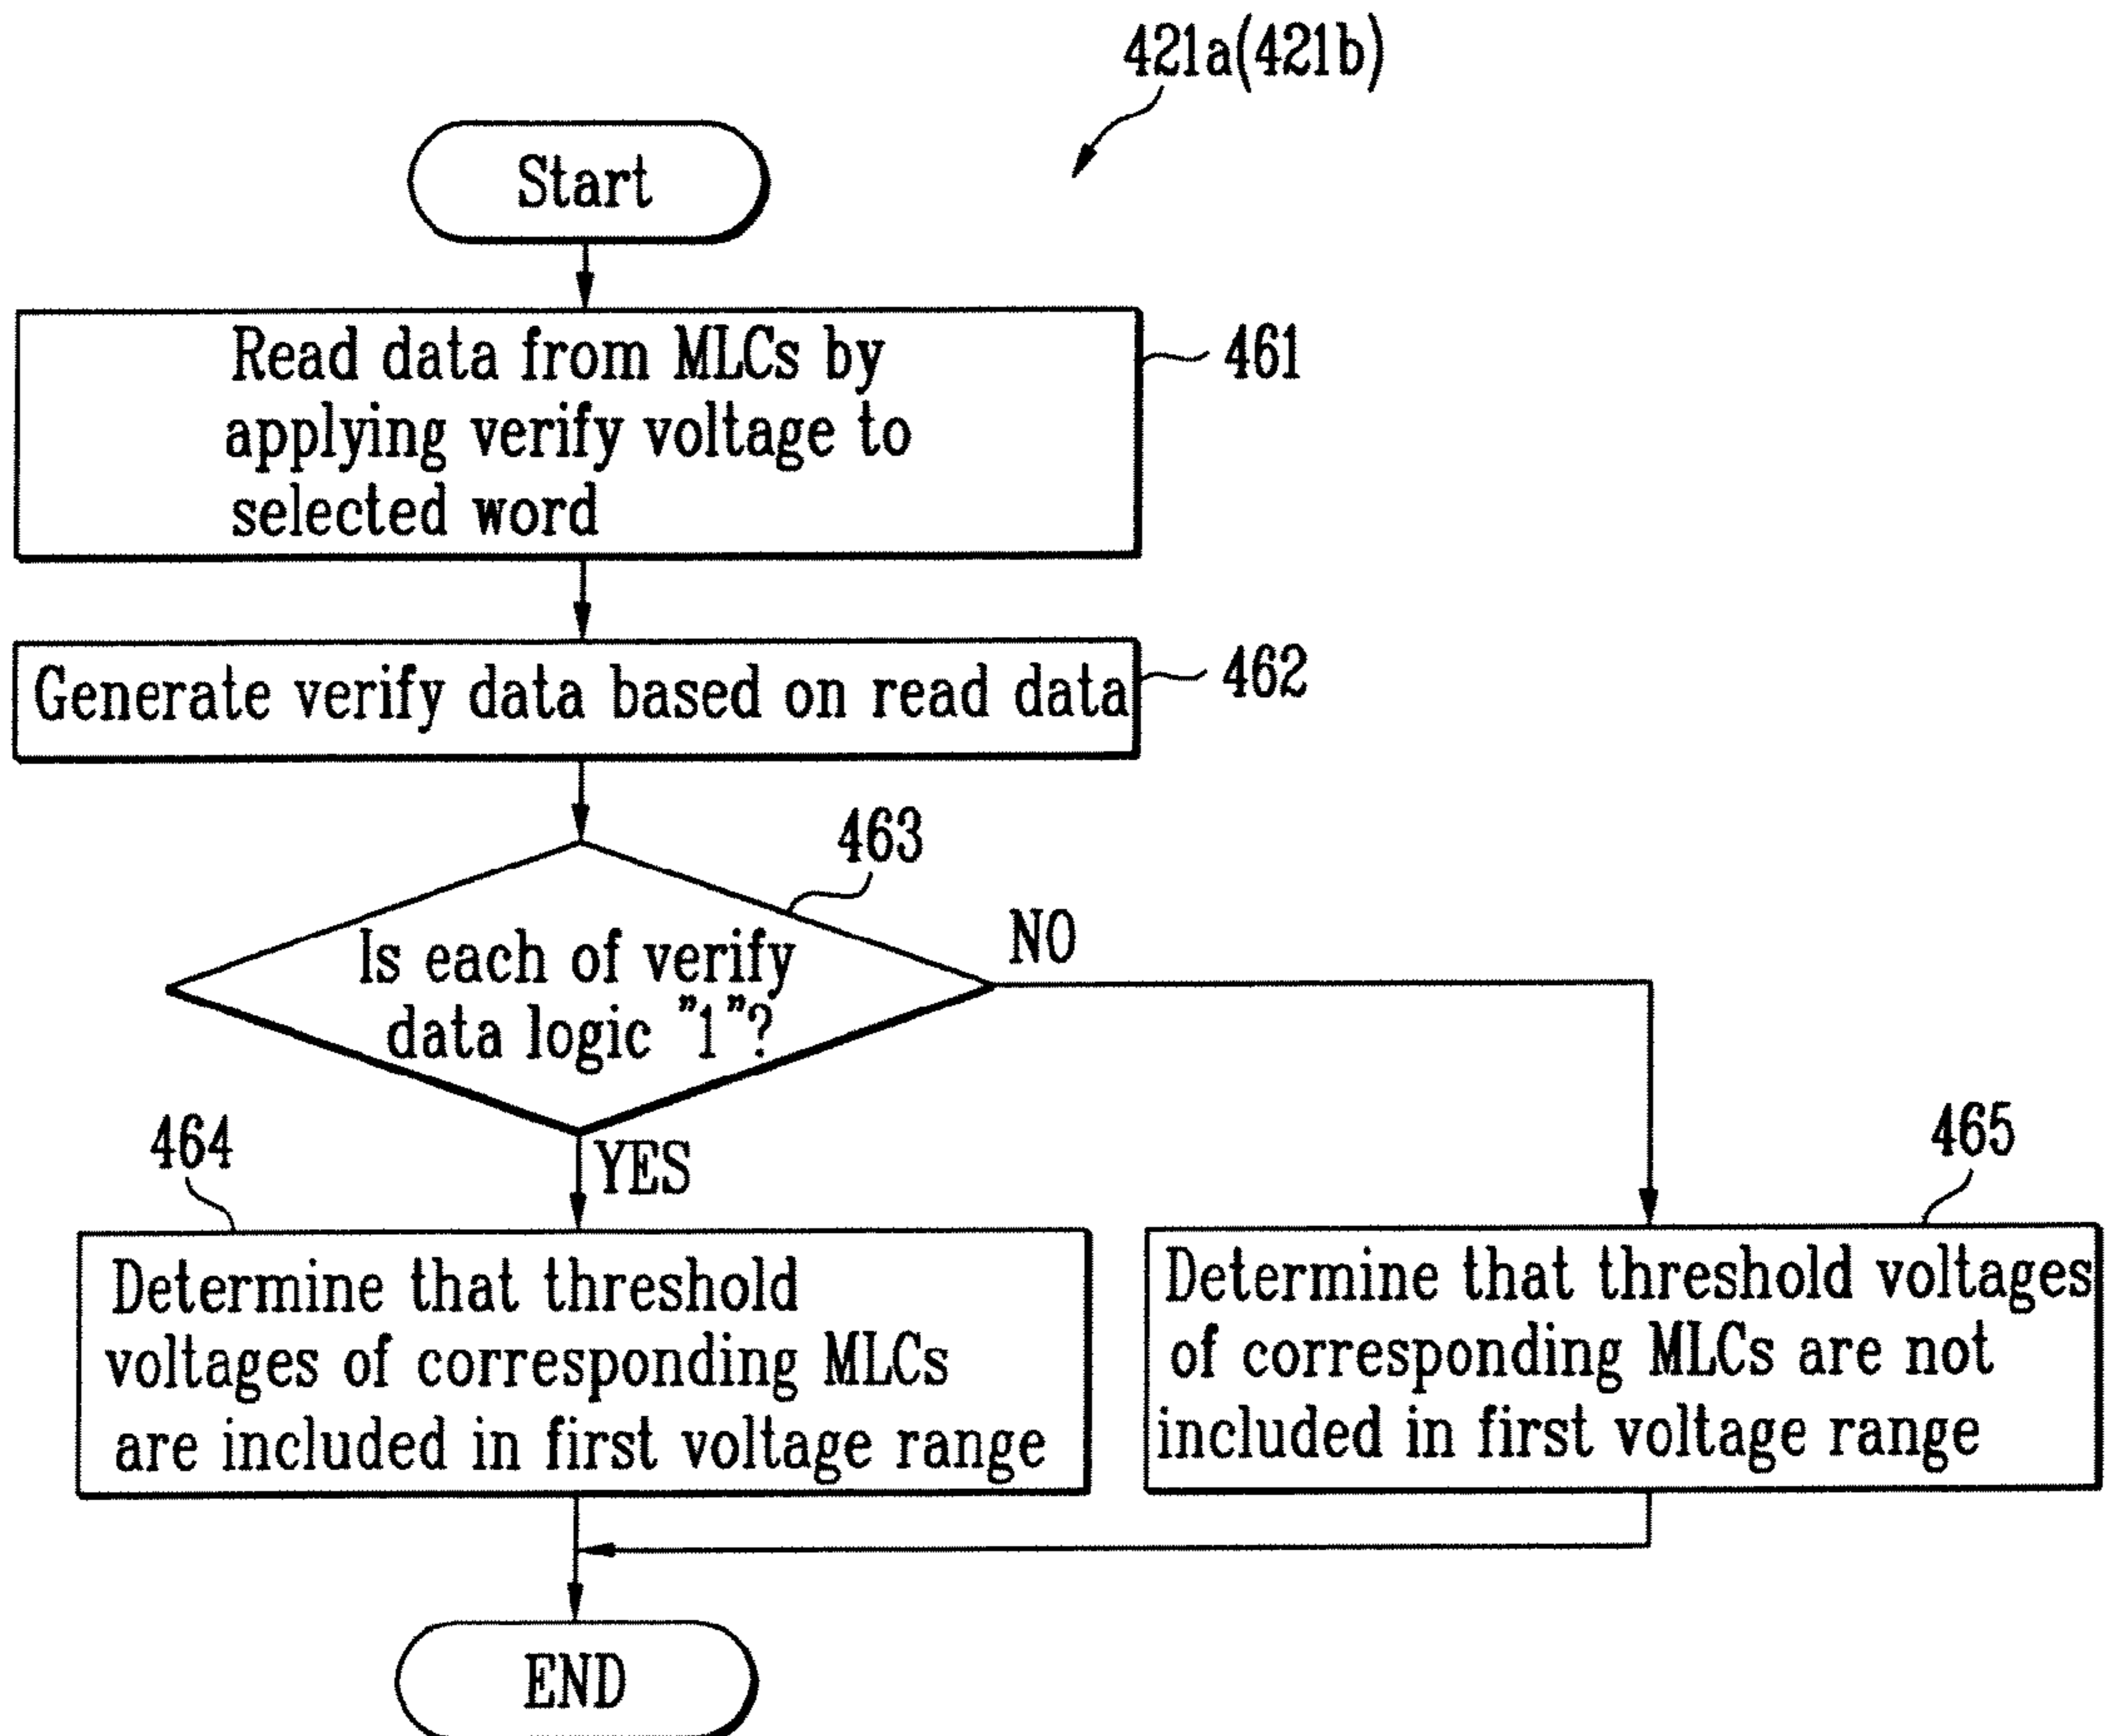 421a(421b)
Start
Read data from MLCs by
applying verify voltage to
selected word
461
Generate verify data based on read data
462
463
Is each of verify
data logic "1"?
NO
YES
464
Determine that threshold
voltages of corresponding MLCs
are included in first voltage range
465
Determine that threshold voltages
of corresponding MLCs are not
included in first voltage range
END